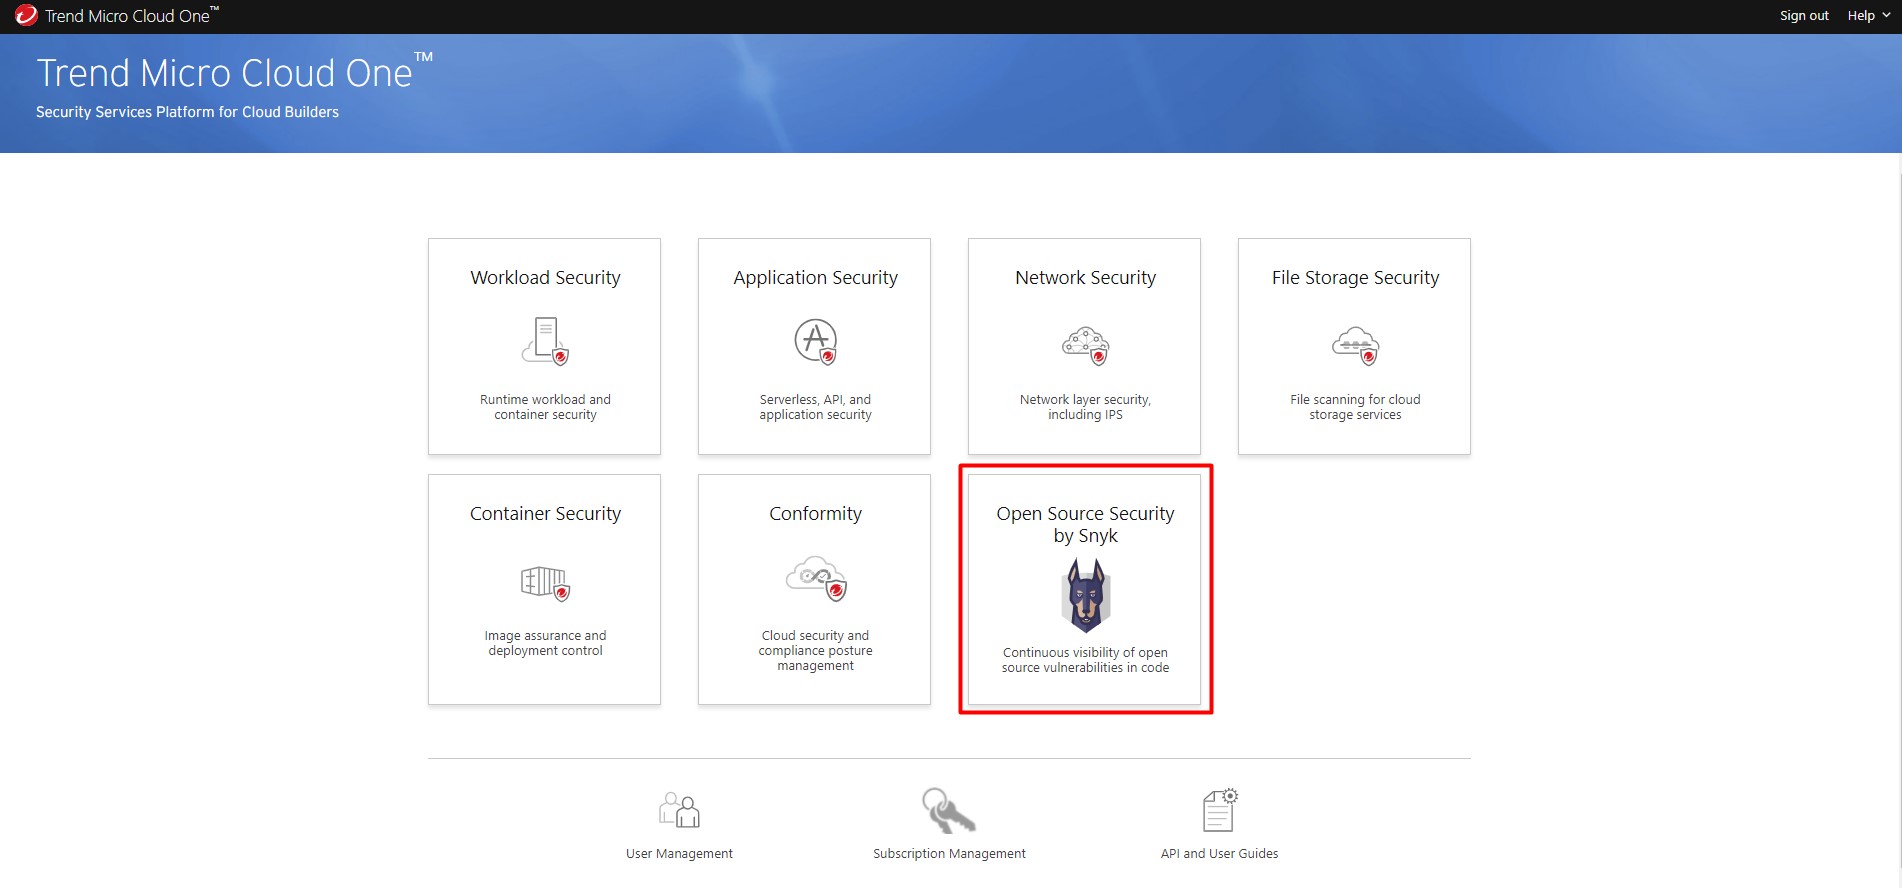 Trend Micro Cloud One™
Sign out
Help
Trend Micro Cloud One™
Security Services Platform for Cloud Builders
Workload Security
Runtime workload and
container security
Application Security
Serverless, API, and
application security
Network Security
Network layer security,
including IPS
File Storage Security
File scanning for cloud
storage services
Container Security
Image assurance and
deployment control
Conformity
Cloud security and
compliance posture
management
Open Source Security
by Snyk
Continuous visibility of open
source vulnerabilities in code
User Management
Subscription Management
API and User Guides